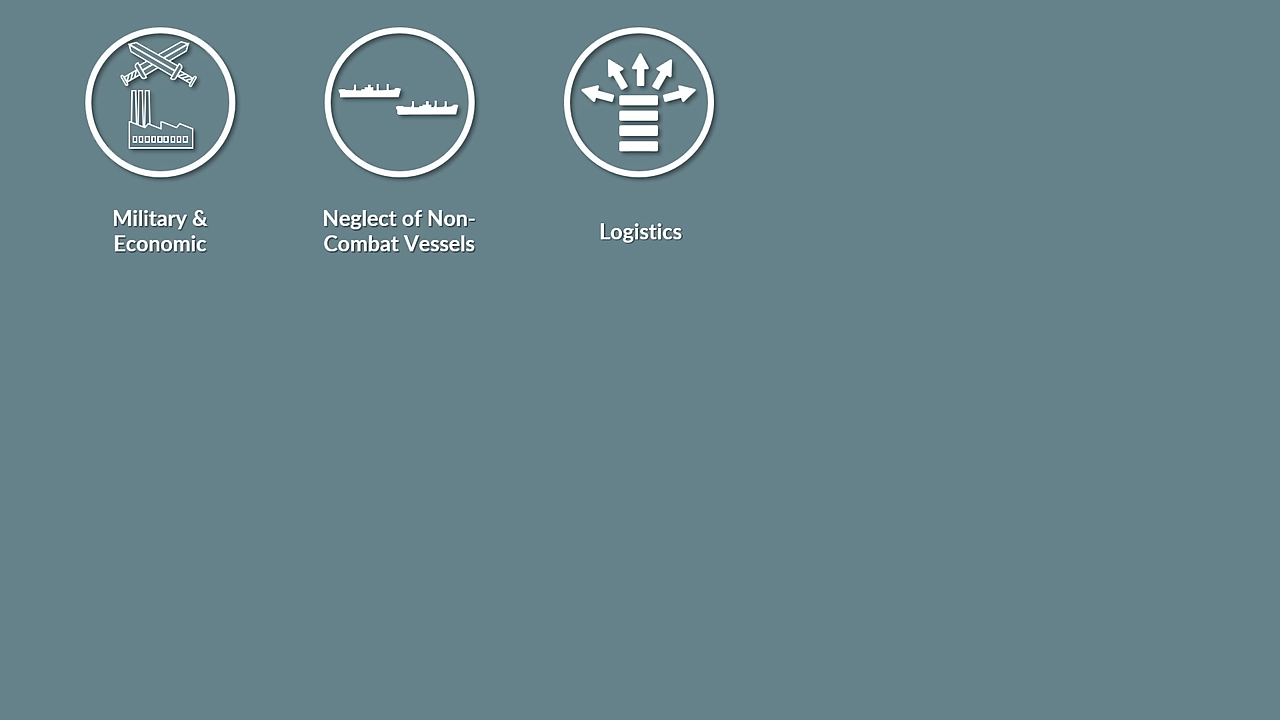 Military &
Economic
Neglect of Non-
Combat Vessels
Logistics